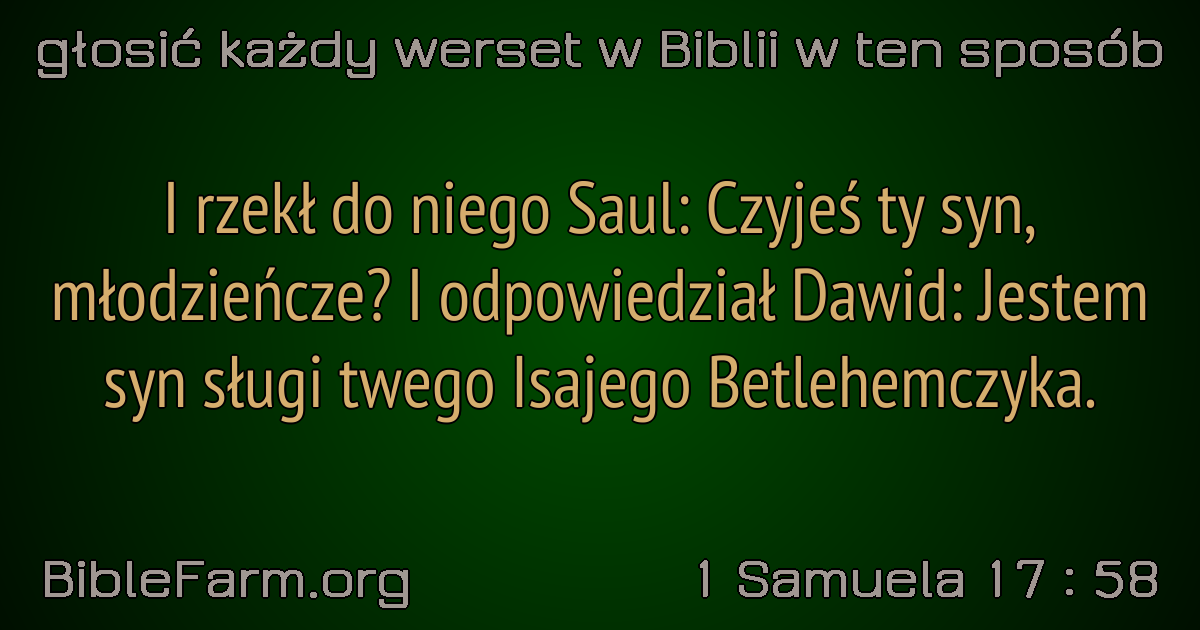 głosić każdy werset w Biblii w ten sposób
I rzekł do niego Saul: Czyjeś ty syn,
młodzieńcze? I odpowiedział Dawid: Jestem
syn sługi twego Isajego Betlehemczyka.
BibleFarm.org
1 Samuela 17 : 58